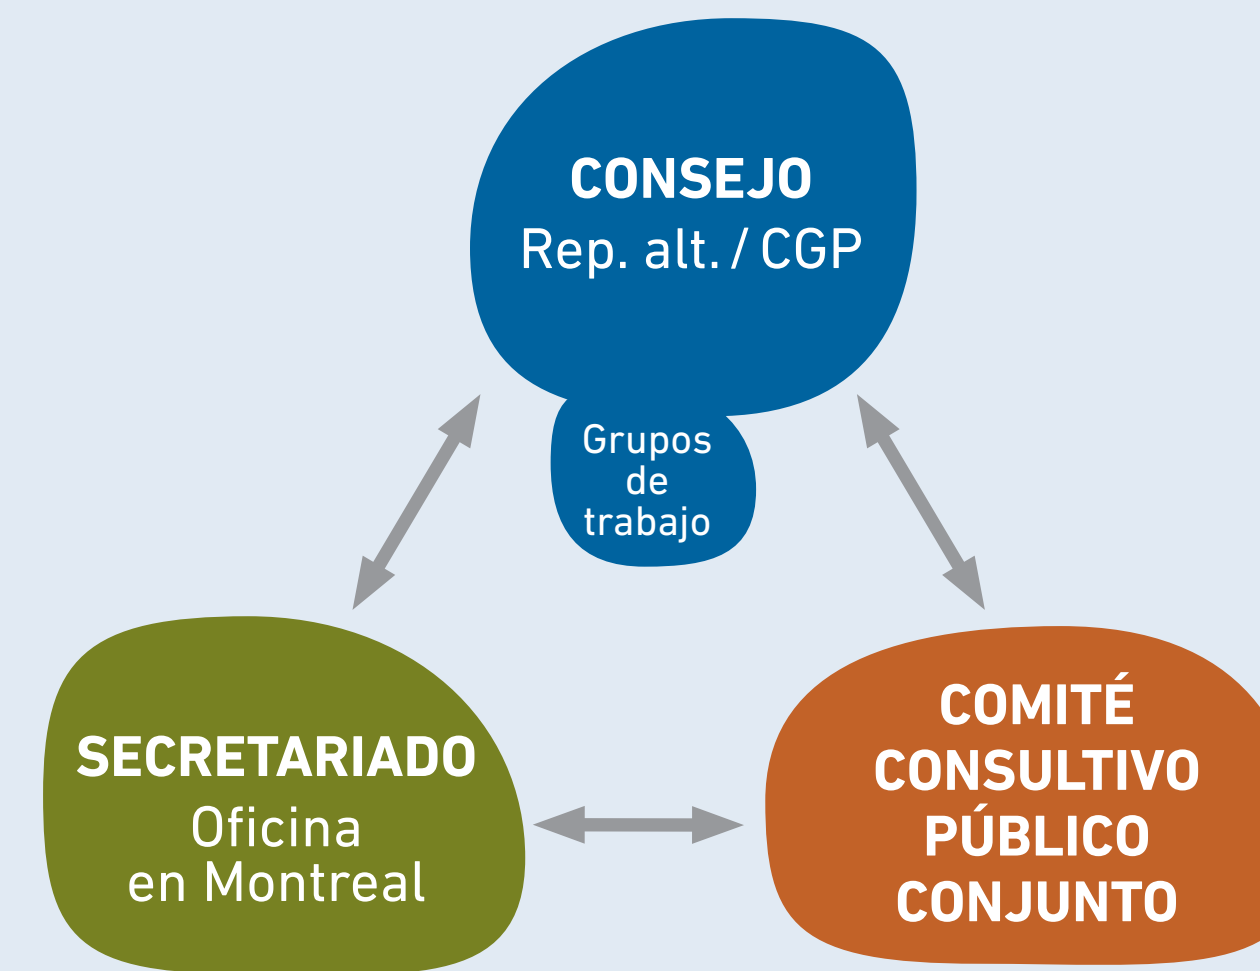 CONSEJO
Rep. alt. / CGP
Grupos
de
trabajo
SECRETARIADO
Oficina
en Montreal
COMITÉ
CONSULTIVO
PÚBLICO
CONJUNTO